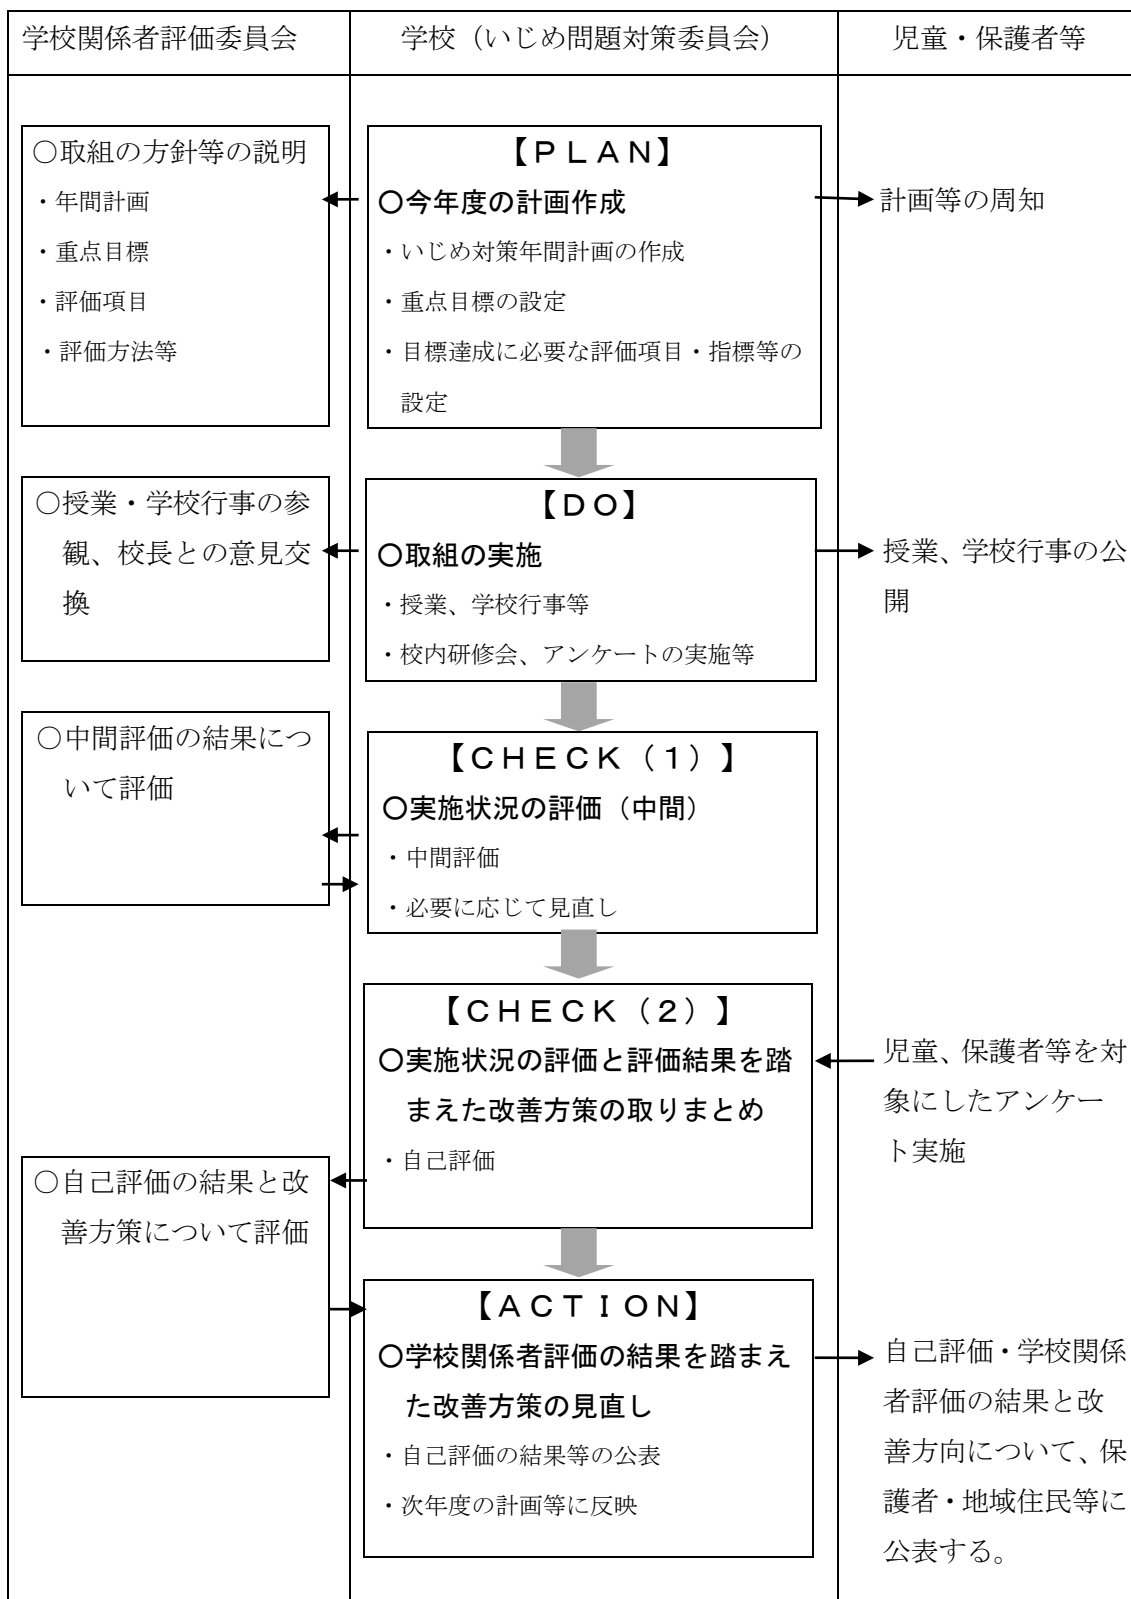 学校関係者評価委員会
学校（いじめ問題対策委員会）
児童・保護者等
○取組の方針等の説明
・年間計画
・重点目標
・評価項目
・評価方法等
【ＰＬＡＮ】
○今年度の計画作成
・いじめ対策年間計画の作成
・重点目標の設定
・目標達成に必要な評価項目・指標等の
設定
計画等の周知
○授業・学校行事の参
観、校長との意見交
換
【ＤＯ】
○取組の実施
・授業、学校行事等
・校内研修会、アンケートの実施等
授業、学校行事の公
開
○中間評価の結果につ
いて評価
【ＣＨＥＣＫ（１）】
○実施状況の評価（中間）
・中間評価
・必要に応じて見直し
【ＣＨＥＣＫ（２）】
○実施状況の評価と評価結果を踏
まえた改善方策の取りまとめ
・自己評価
児童、保護者等を対
象にしたアンケー
ト実施
○自己評価の結果と改
善方策について評価
【ＡＣＴＩＯＮ】
○学校関係者評価の結果を踏まえ
た改善方策の見直し
・自己評価の結果等の公表
・次年度の計画等に反映
自己評価・学校関係
者評価の結果と改
善方向について、保
護者・地域住民等に
公表する。